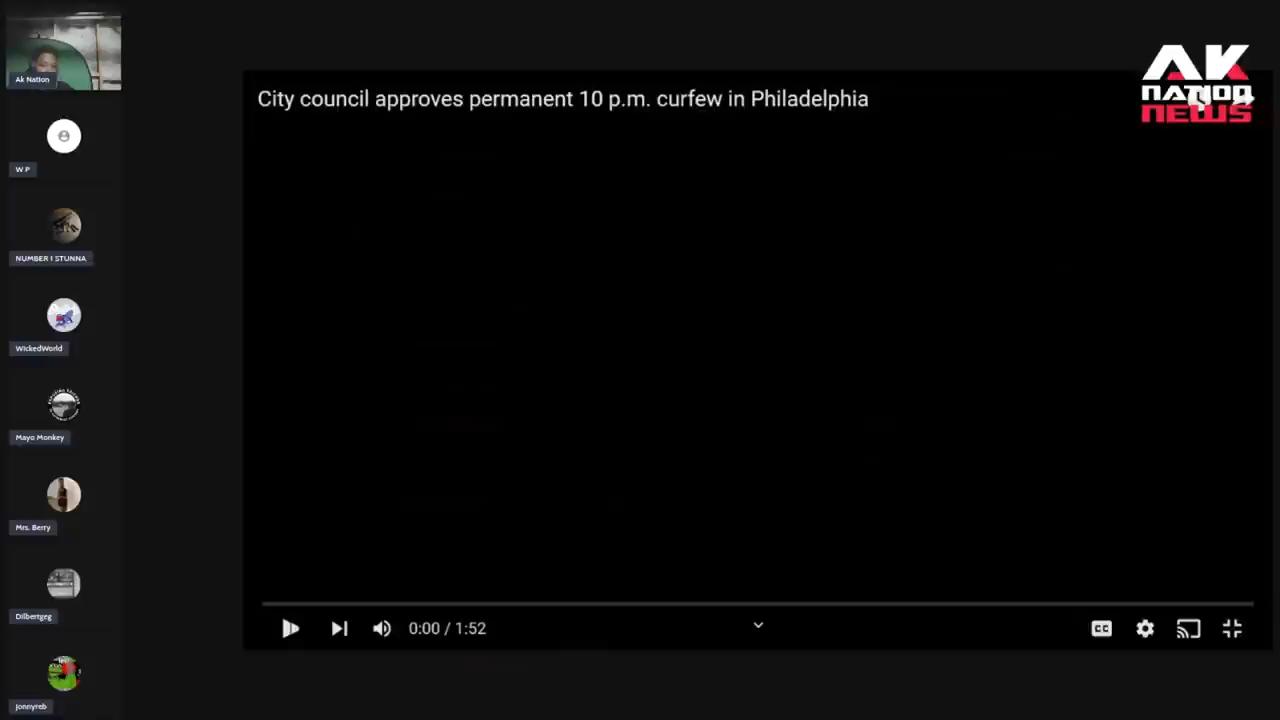 Ak Nation
W P
NUMBER 1 STUNNA
WickedWorld
Mayo Monkey
Mrs. Berry
Dilbertgeg
jonnyreb
City council approves permanent 10 p.m. curfew in Philadelphia
AK
NATION
NEWS
0:00 / 1:52
CC